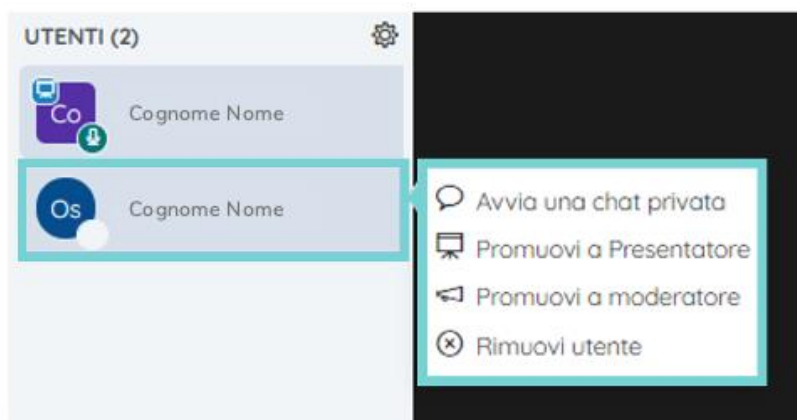 UTENTI (2)
Co
Cognome Nome
Os
Cognome Nome
Avvia una chat privata
Promuovi a Presentatore
Promuovi a moderatore
Rimuovi utente